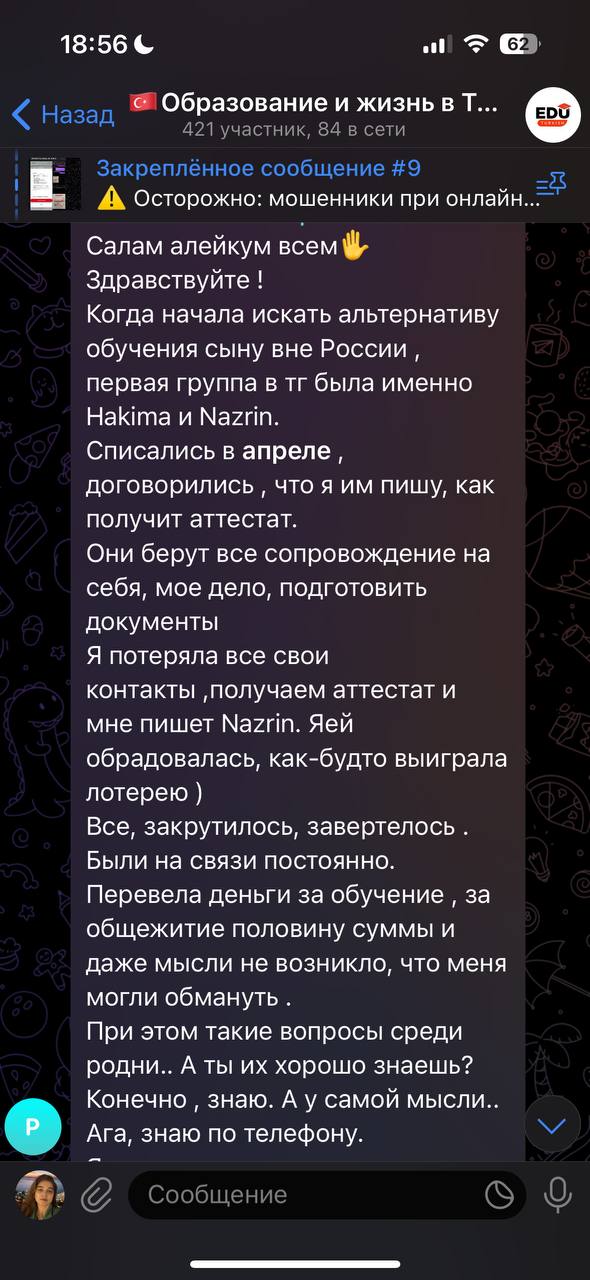 18:56
62
Назад
🇹🇷Образование и жизнь в Т...
421 участник, 84 в сети
EDU
Закреплённое сообщение #9
⚠️ Осторожно: мошенники при онлайн...
Салам алейкум всем🖐
Здравствуйте !
Когда начала искать альтернативу
обучения сыну вне России ,
первая группа в тг была именно
Hakima и Nazrin.
Списались в апреле ,
договорились , что я им пишу, как
получит аттестат.
Они берут все сопровождение на
себя, мое дело, подготовить
документы
Я потеряла все свои
контакты ,получаем аттестат и
мне пишет Nazrin. Яей
обрадовалась, как-будто выиграла
лотерею )
Все, закрутилось, завертелось .
Были на связи постоянно.
Перевела деньги за обучение , за
общежитие половину суммы и
даже мысли не возникло, что меня
могли обмануть .
При этом такие вопросы среди
родни.. А ты их хорошо знаешь?
Конечно , знаю. А у самой мысли..
Ага, знаю по телефону.
P
Сообщение